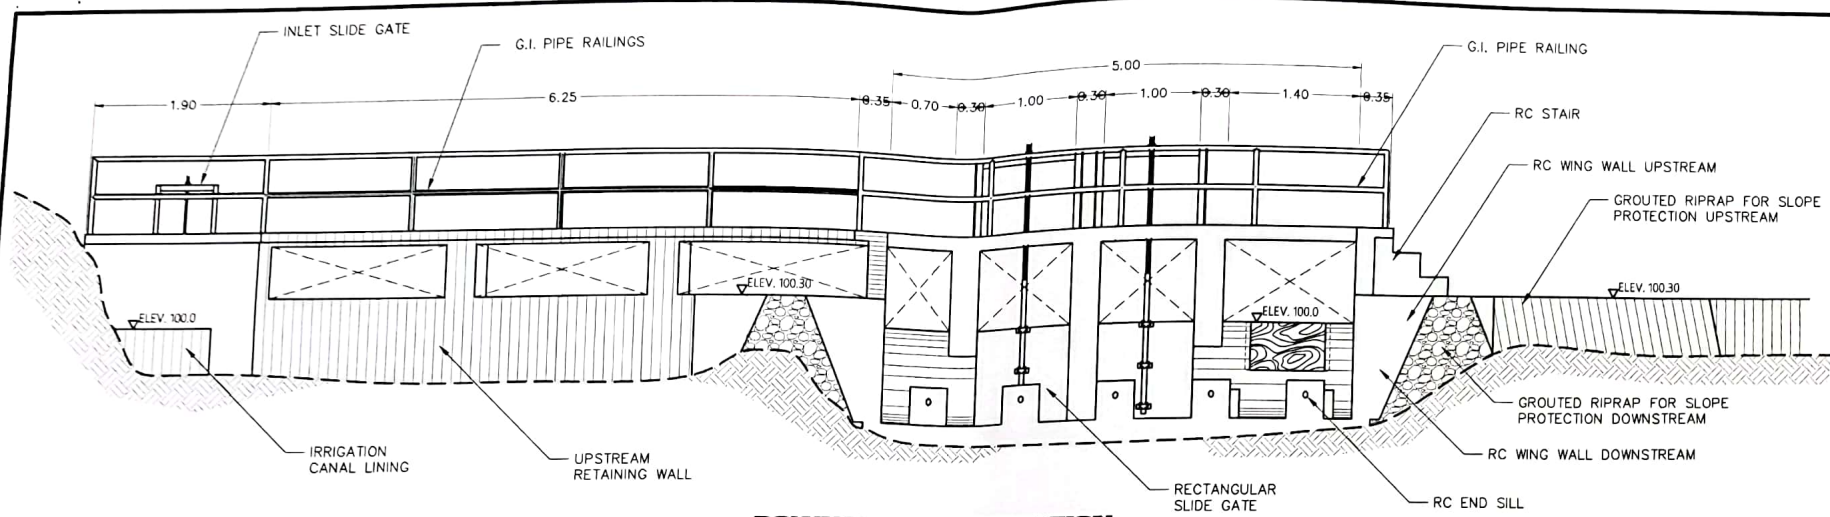 INLET SLIDE GATE
G.I. PIPE RAILINGS
G.I. PIPE RAILING
5.00
1.90
6.25
0.35
0.70
0.30
1.00
0.30
1.00
0.30
1.40
0.35
RC STAIR
RC WING WALL UPSTREAM
GROUTED RIPRAP FOR SLOPE
PROTECTION UPSTREAM
ELEV. 100.30
ELEV. 100.30
ELEV. 100.0
ELEV. 100.0
GROUTED RIPRAP FOR SLOPE
PROTECTION DOWNSTREAM
IRRIGATION
CANAL LINING
UPSTREAM
RETAINING WALL
RC WING WALL DOWNSTREAM
RECTANGULAR
SLIDE GATE
RC END SILL